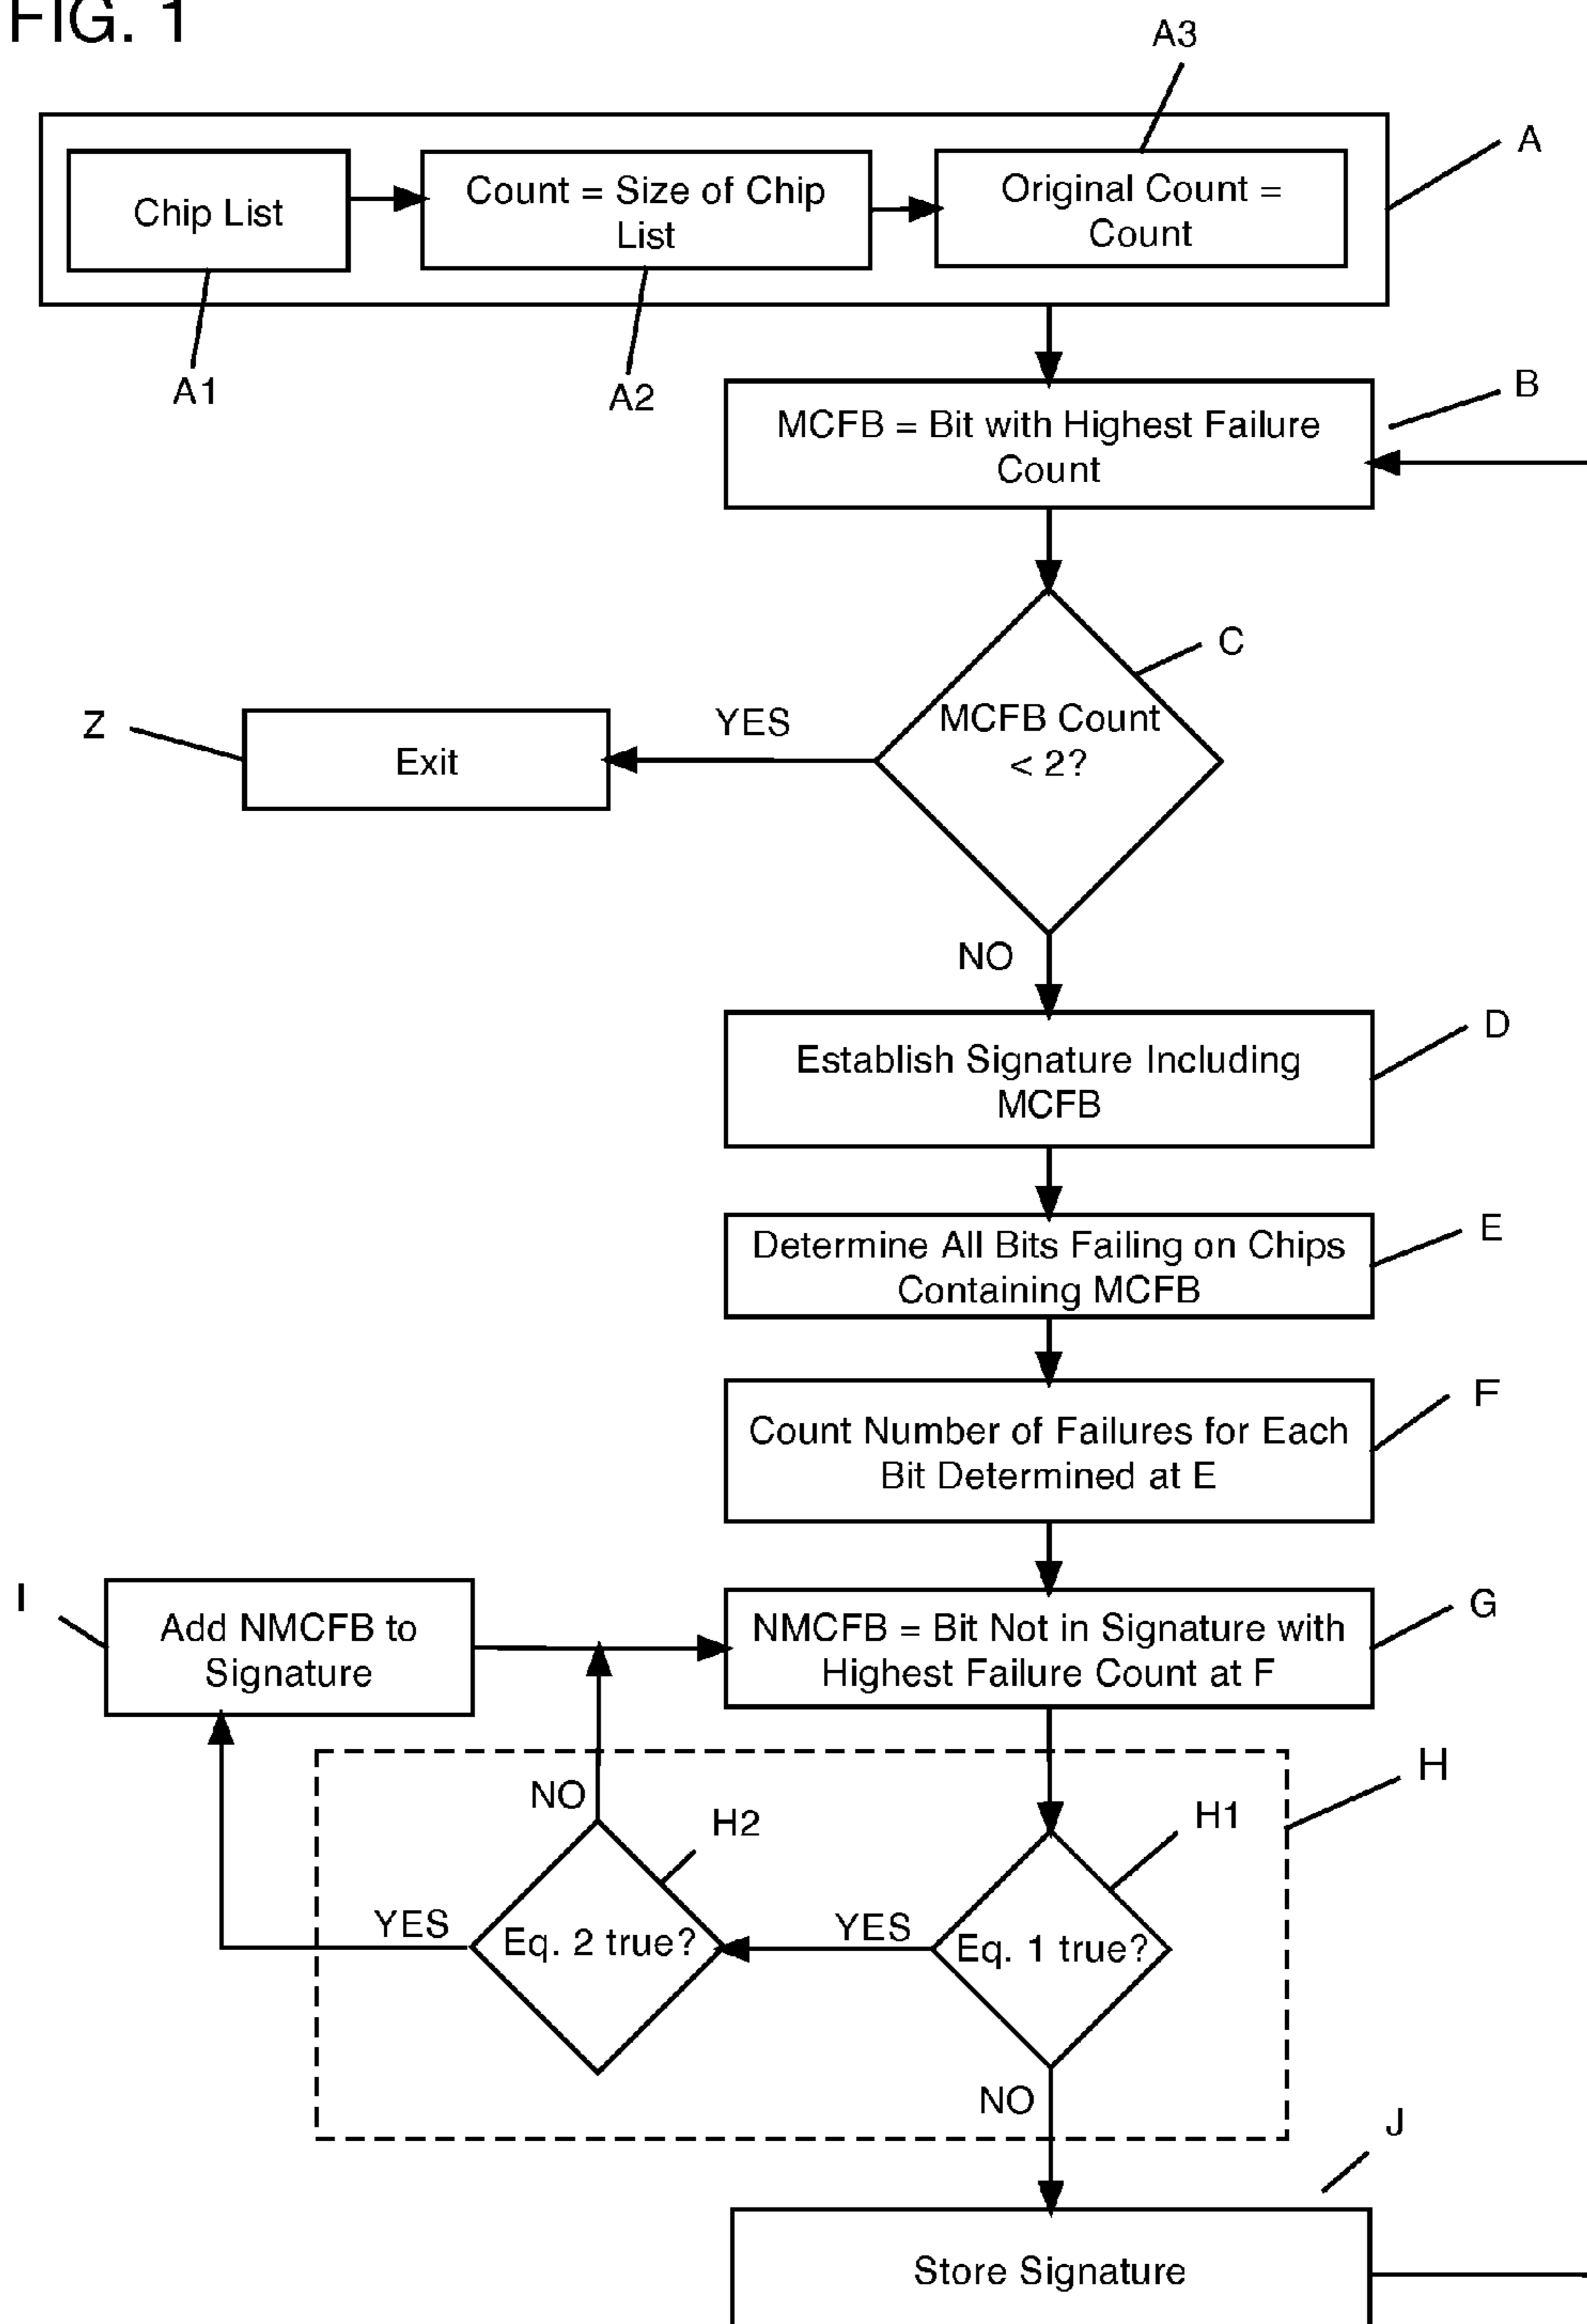 FIG. 1
A3
A
Chip List
Count = Size of Chip
List
Original Count =
Count
A1
A2
B
MCFB = Bit with Highest Failure
Count
C
MCFB Count
< 2?
YES
Z
Exit
NO
D
Establish Signature Including
MCFB
E
Determine All Bits Failing on Chips
Containing MCFB
F
Count Number of Failures for Each
Bit Determined at E
I
Add NMCFB to
Signature
G
NMCFB = Bit Not in Signature with
Highest Failure Count at F
H
NO
H2
H1
YES
Eq. 2 true?
YES
Eq. 1 true?
NO
J
Store Signature